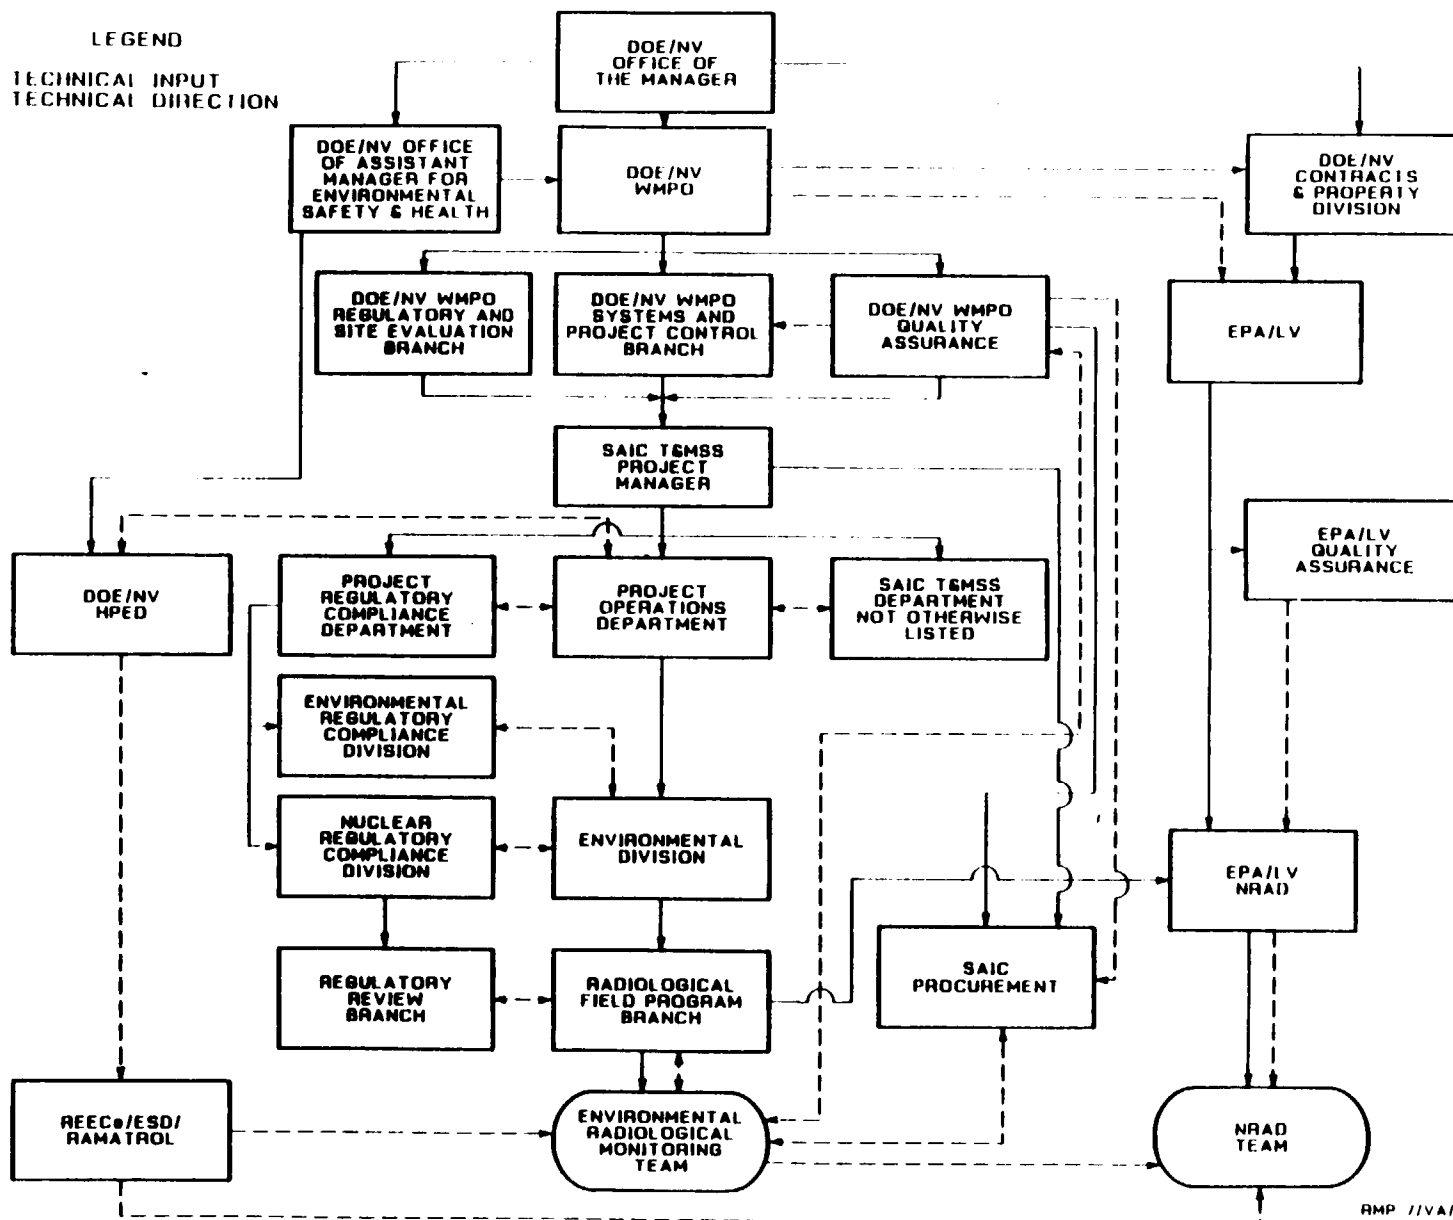 LEGEND
TECHNICAL INPUT
TECHNICAL DIRECTION
DOE/NV
OFFICE OF
THE MANAGER
DOE/NV OFFICE
OF ASSISTANT
MANAGER FOR
ENVIRONMENTAL
SAFETY & HEALTH
DOE/NV
WMPO
DOE/NV
CONTRACTS
& PROPERTY
DIVISION
DOE/NV WMPO
REGULATORY AND
SITE EVALUATION
BRANCH
DOE/NV WMPO
SYSTEMS AND
PROJECT CONTROL
BRANCH
DOE/NV WMPO
QUALITY
ASSURANCE
EPA/LV
SAIC T&MSS
PROJECT
MANAGER
DOE/NV
HPED
PROJECT
REGULATORY
COMPLIANCE
DEPARTMENT
PROJECT
OPERATIONS
DEPARTMENT
SAIC T&MSS
DEPARTMENT
NOT OTHERWISE
LISTED
EPA/LV
QUALITY
ASSURANCE
ENVIRONMENTAL
REGULATORY
COMPLIANCE
DIVISION
NUCLEAR
REGULATORY
COMPLIANCE
DIVISION
ENVIRONMENTAL
DIVISION
EPA/LV
NRAD
REGULATORY
REVIEW
BRANCH
RADIOLOGICAL
FIELD PROGRAM
BRANCH
SAIC
PROCUREMENT
REECo/ESD/
RAMATROL
ENVIRONMENTAL
RADIOLOGICAL
MONITORING
TEAM
NRAD
TEAM